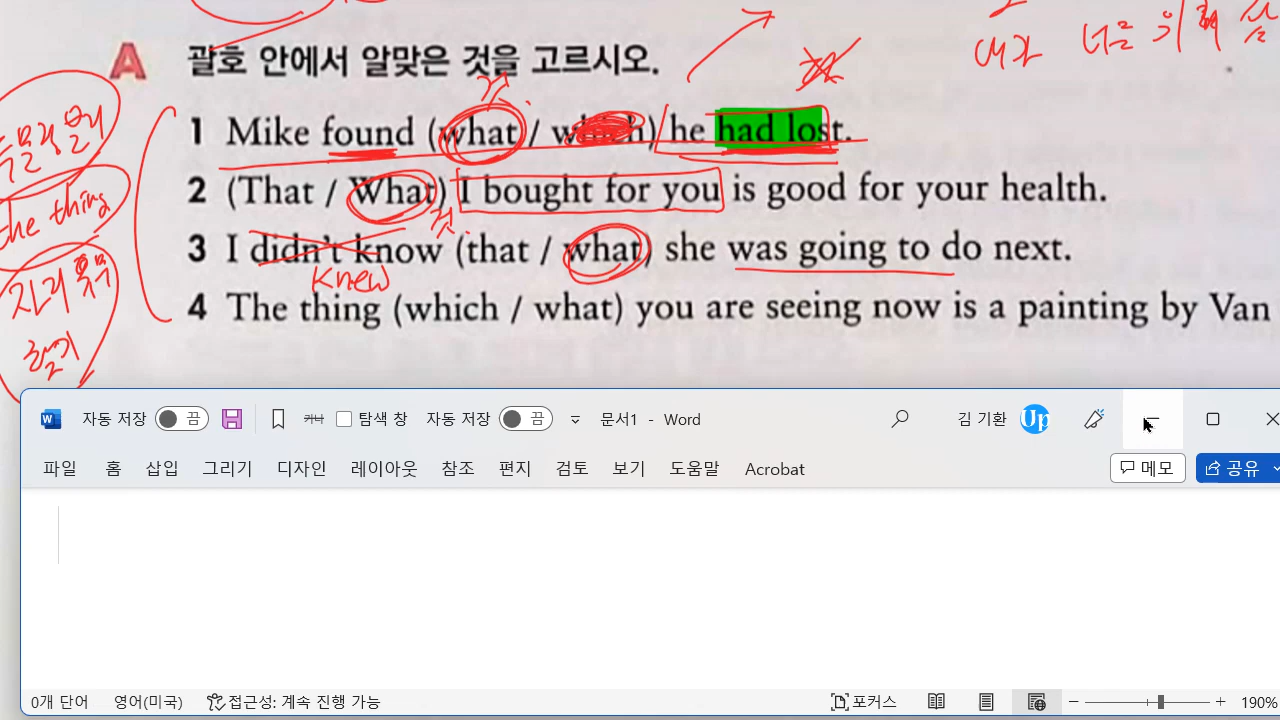 내가 너를 위해
A 괄호 안에서 알맞은 것을 고르시오.
1 Mike found (what / which) he had lost.
것.
2 (That / What) I bought for you is good for your health.
the thing
것.
3 I didn't know (that / what) she was going to do next.
knew
4 The thing (which / what) you are seeing now is a painting by Van
찾기
자동 저장 끔 탐색 창 자동 저장 끔 문서1 - Word 김 기환 Up
파일 홈 삽입 그리기 디자인 레이아웃 참조 편지 검토 보기 도움말 Acrobat 메모 공유
0개 단어 영어(미국) 접근성: 계속 진행 가능 포커스 190%